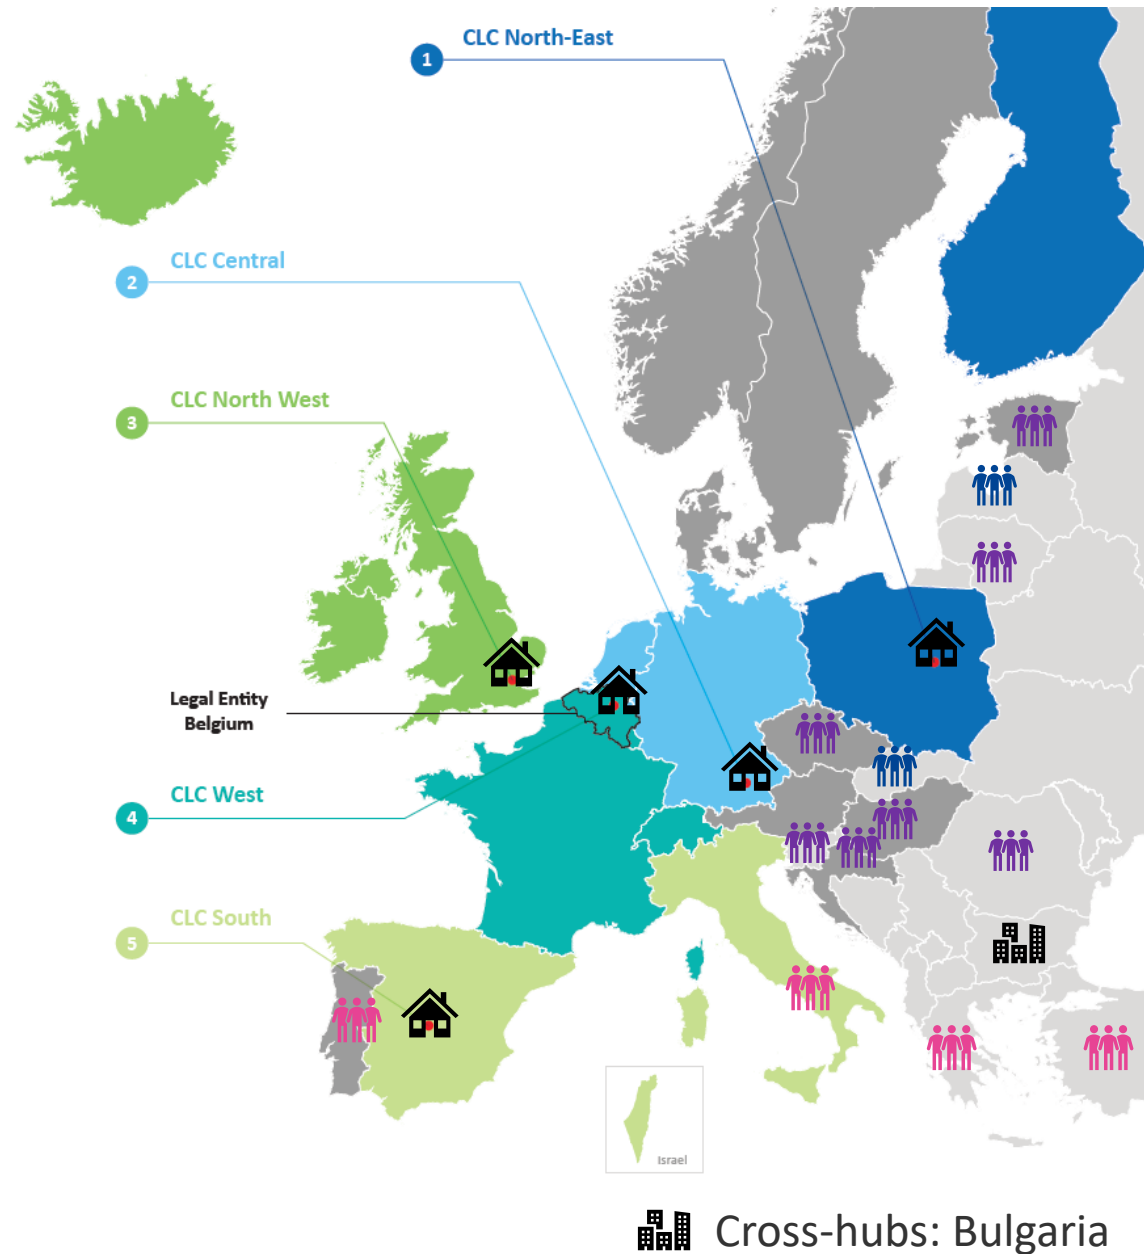 1 CLC North-East
2 CLC Central
3 CLC North West
Legal Entity
Belgium
4 CLC West
5 CLC South
Israel
Cross-hubs: Bulgaria